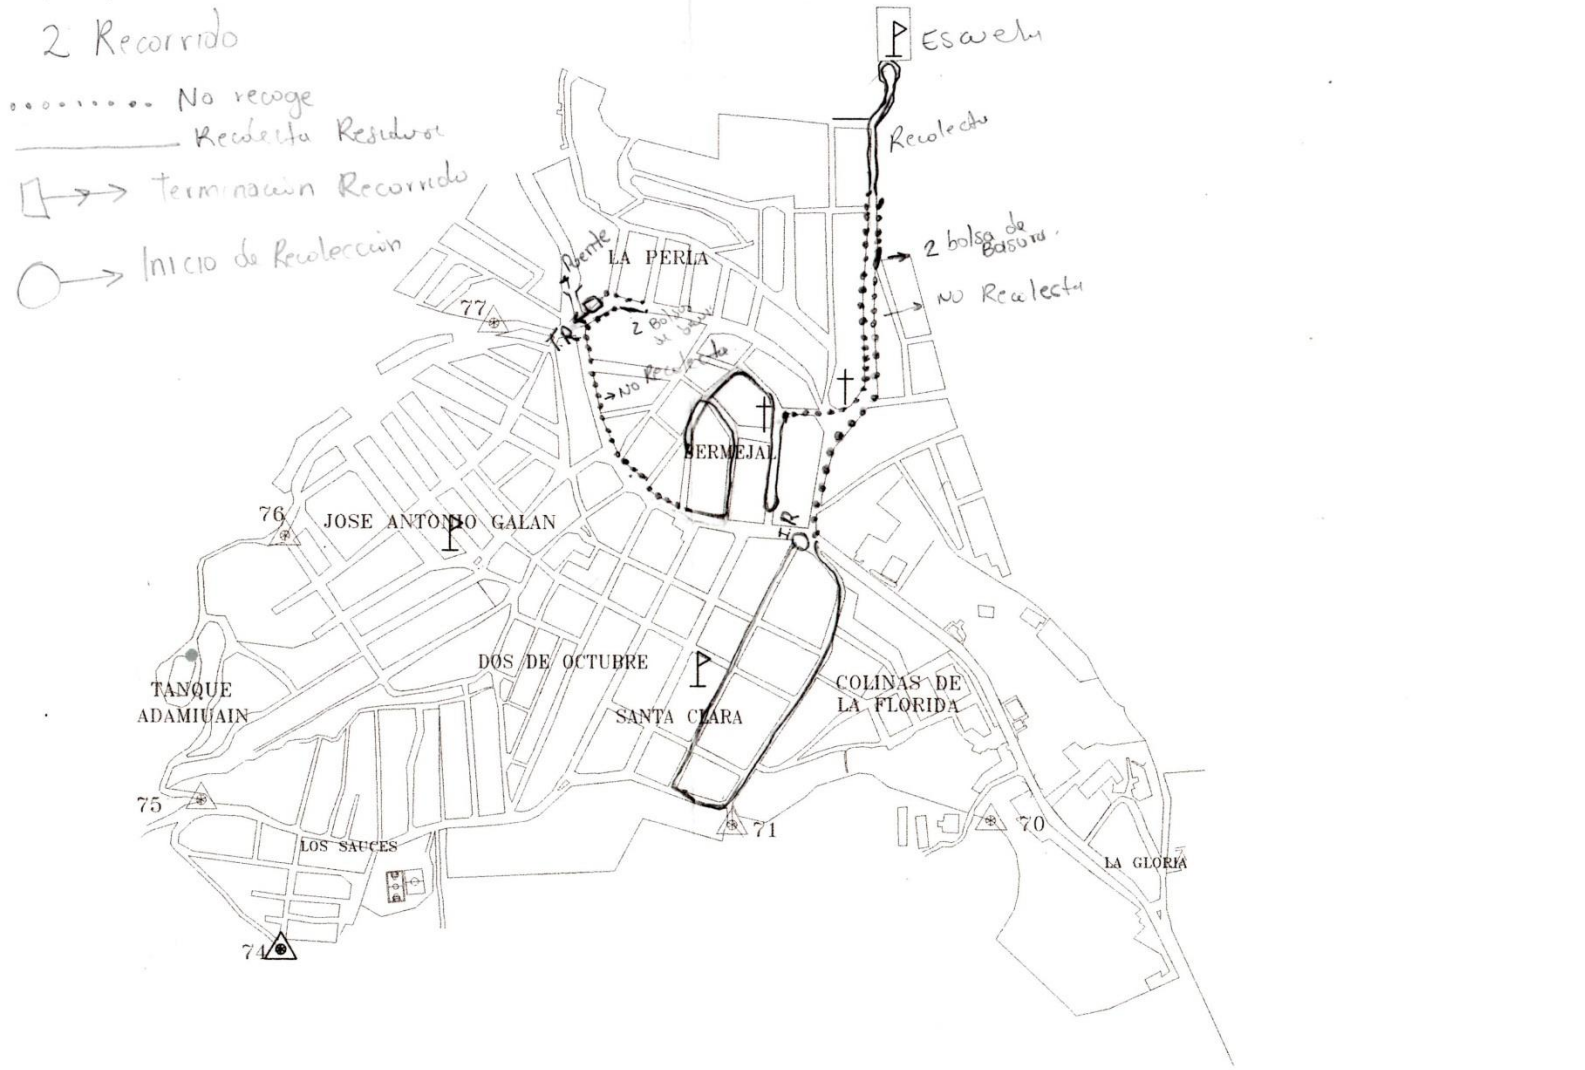 2 Recorrido
No recoge
Recolecta Residuos
Terminación Recorrido
Inicio de Recolección
Escuela
Recolecta
2 bolsa de
Basura.
NO Recolecta
Puente
LA PERLA
77
T.R
2 Bolsas
de basura
NO Recolecta
BERMEJAL
I.R
76
JOSE ANTONIO GALAN
DOS DE OCTUBRE
TANQUE
ADAMIUAIN
SANTA CLARA
COLINAS DE
LA FLORIDA
75
71
70
LOS SAUCES
LA GLORIA
74